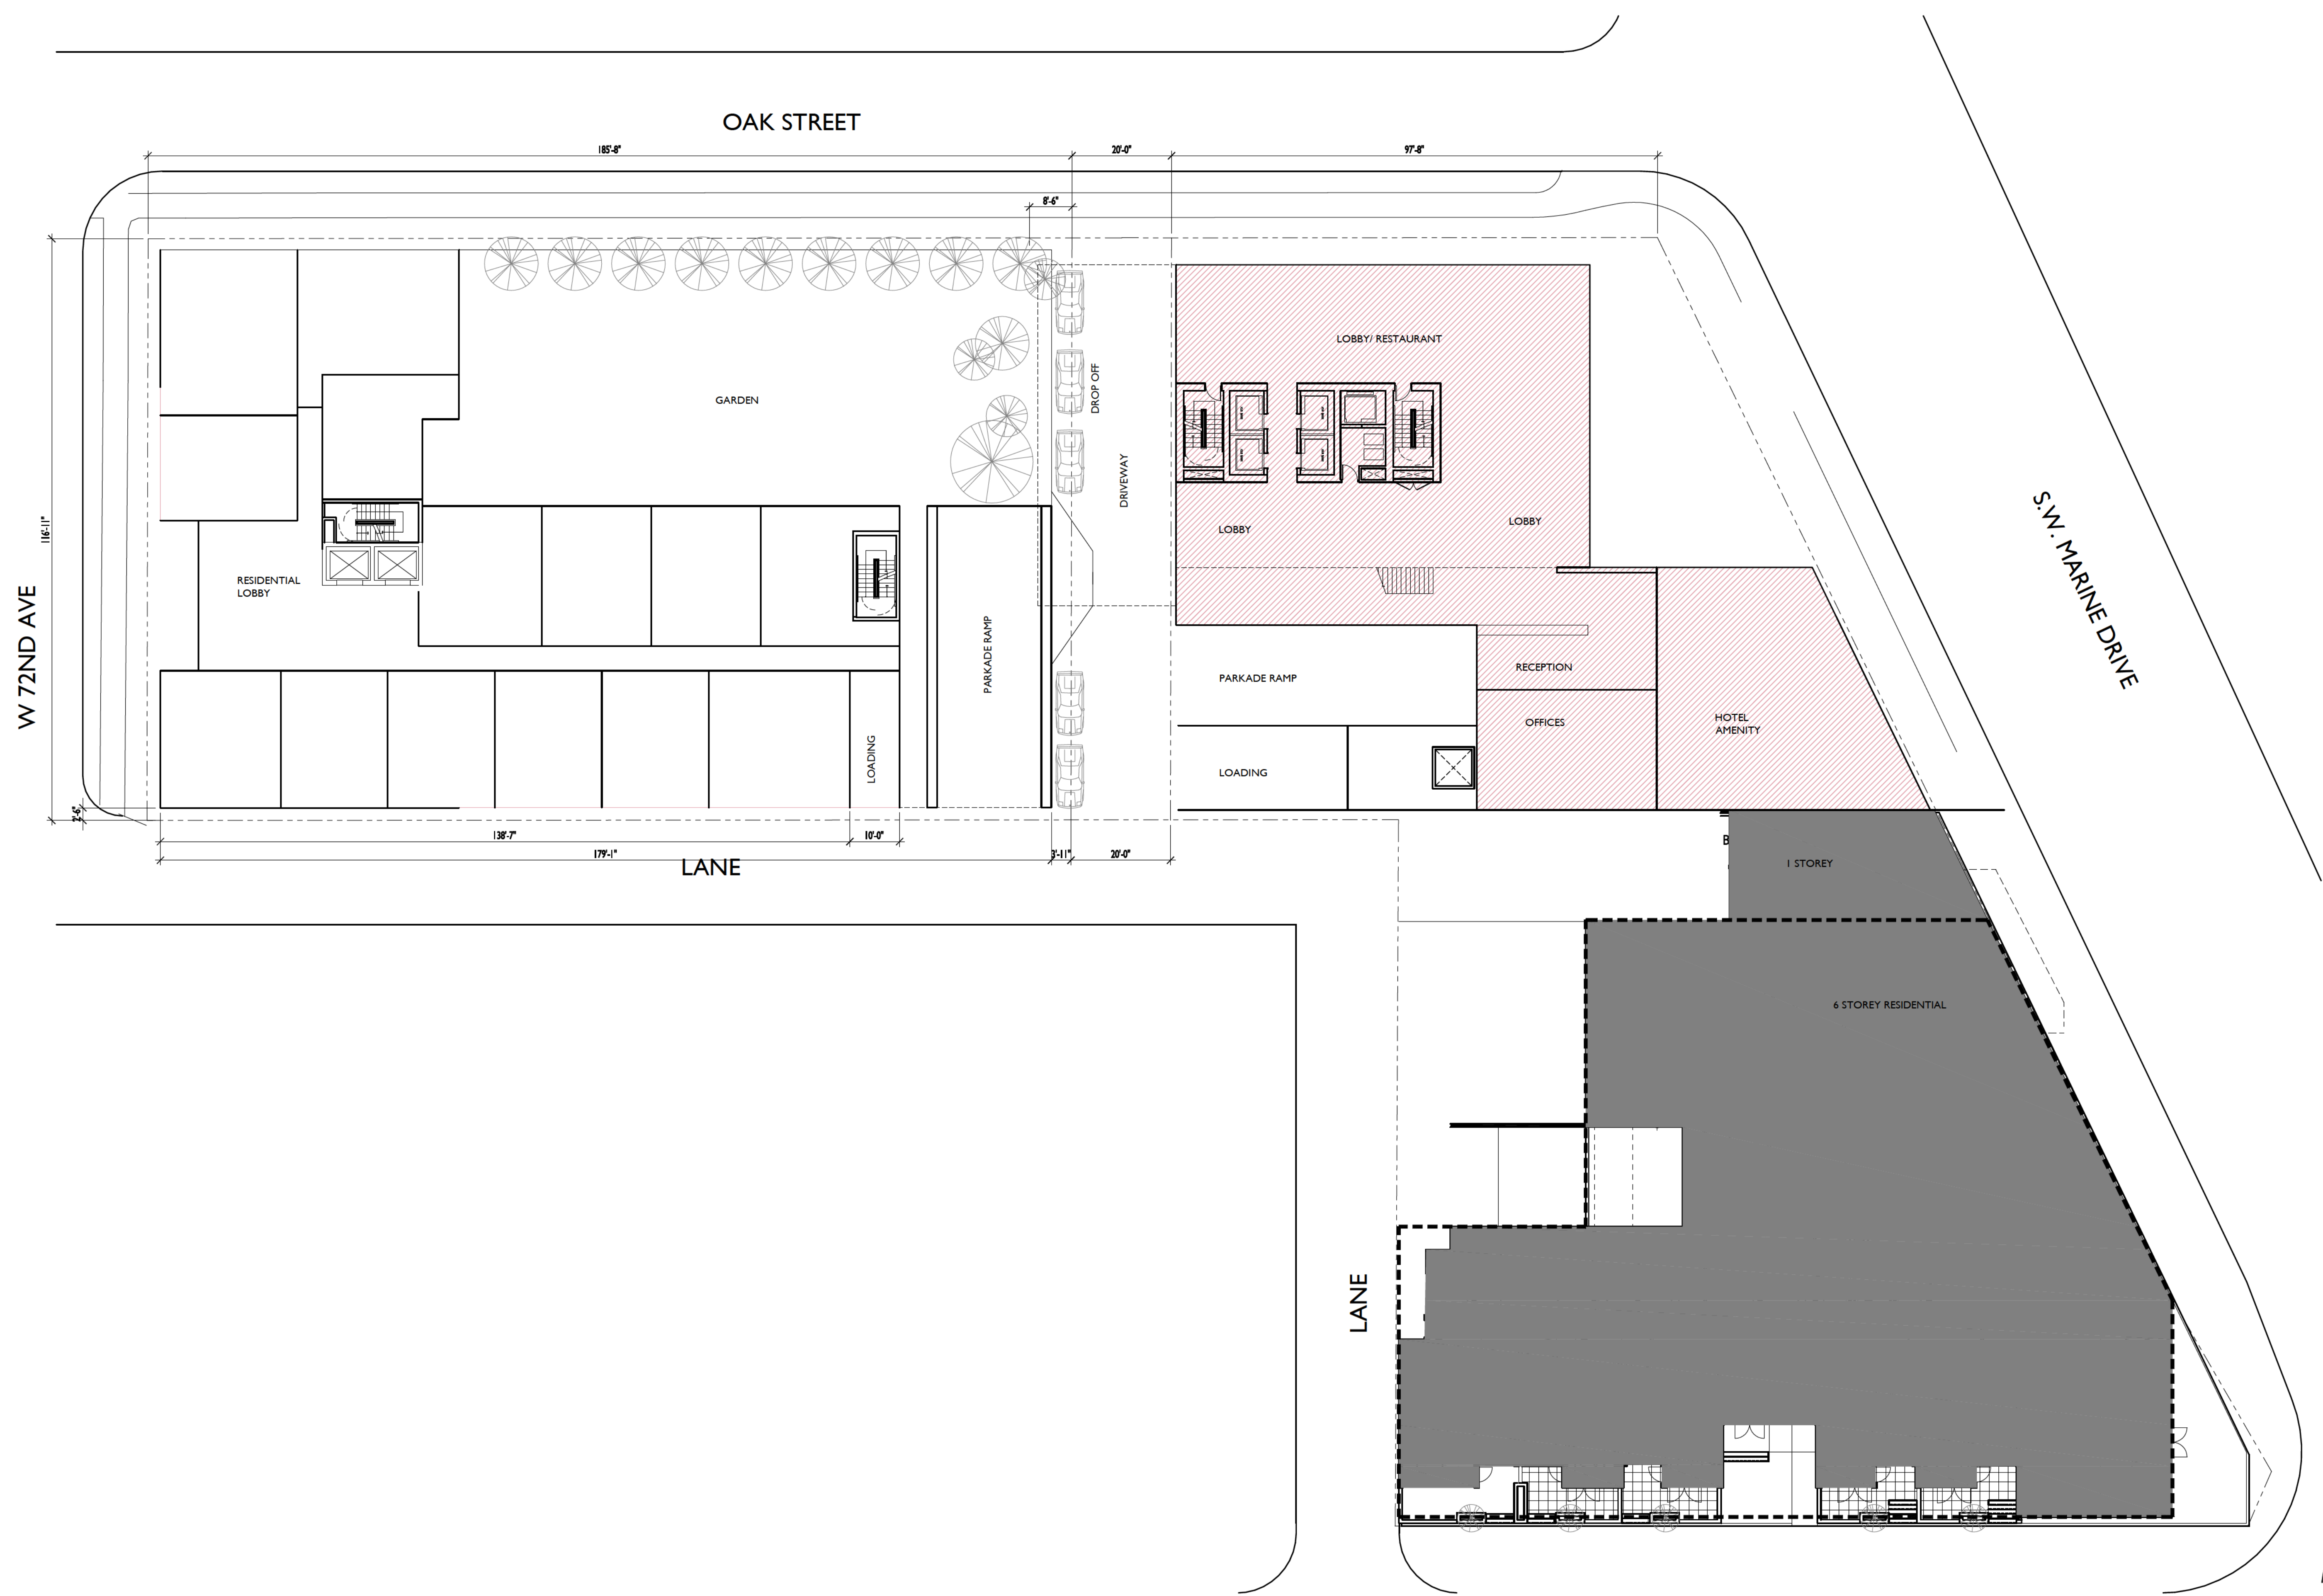 OAK STREET
185'-8"
20'-0"
97'-8"
8'-6"
LOBBY/ RESTAURANT
GARDEN
DROP OFF
DRIVEWAY
LOBBY
LOBBY
S.W. MARINE DRIVE
116'-11"
W 72ND AVE
RESIDENTIAL
LOBBY
PARKADE RAMP
PARKADE RAMP
RECEPTION
OFFICES
HOTEL
AMENITY
LOADING
LOADING
2'-6"
138'-7"
10'-0"
179'-1"
3'-11"
20'-0"
LANE
B
1 STOREY
6 STOREY RESIDENTIAL
LANE